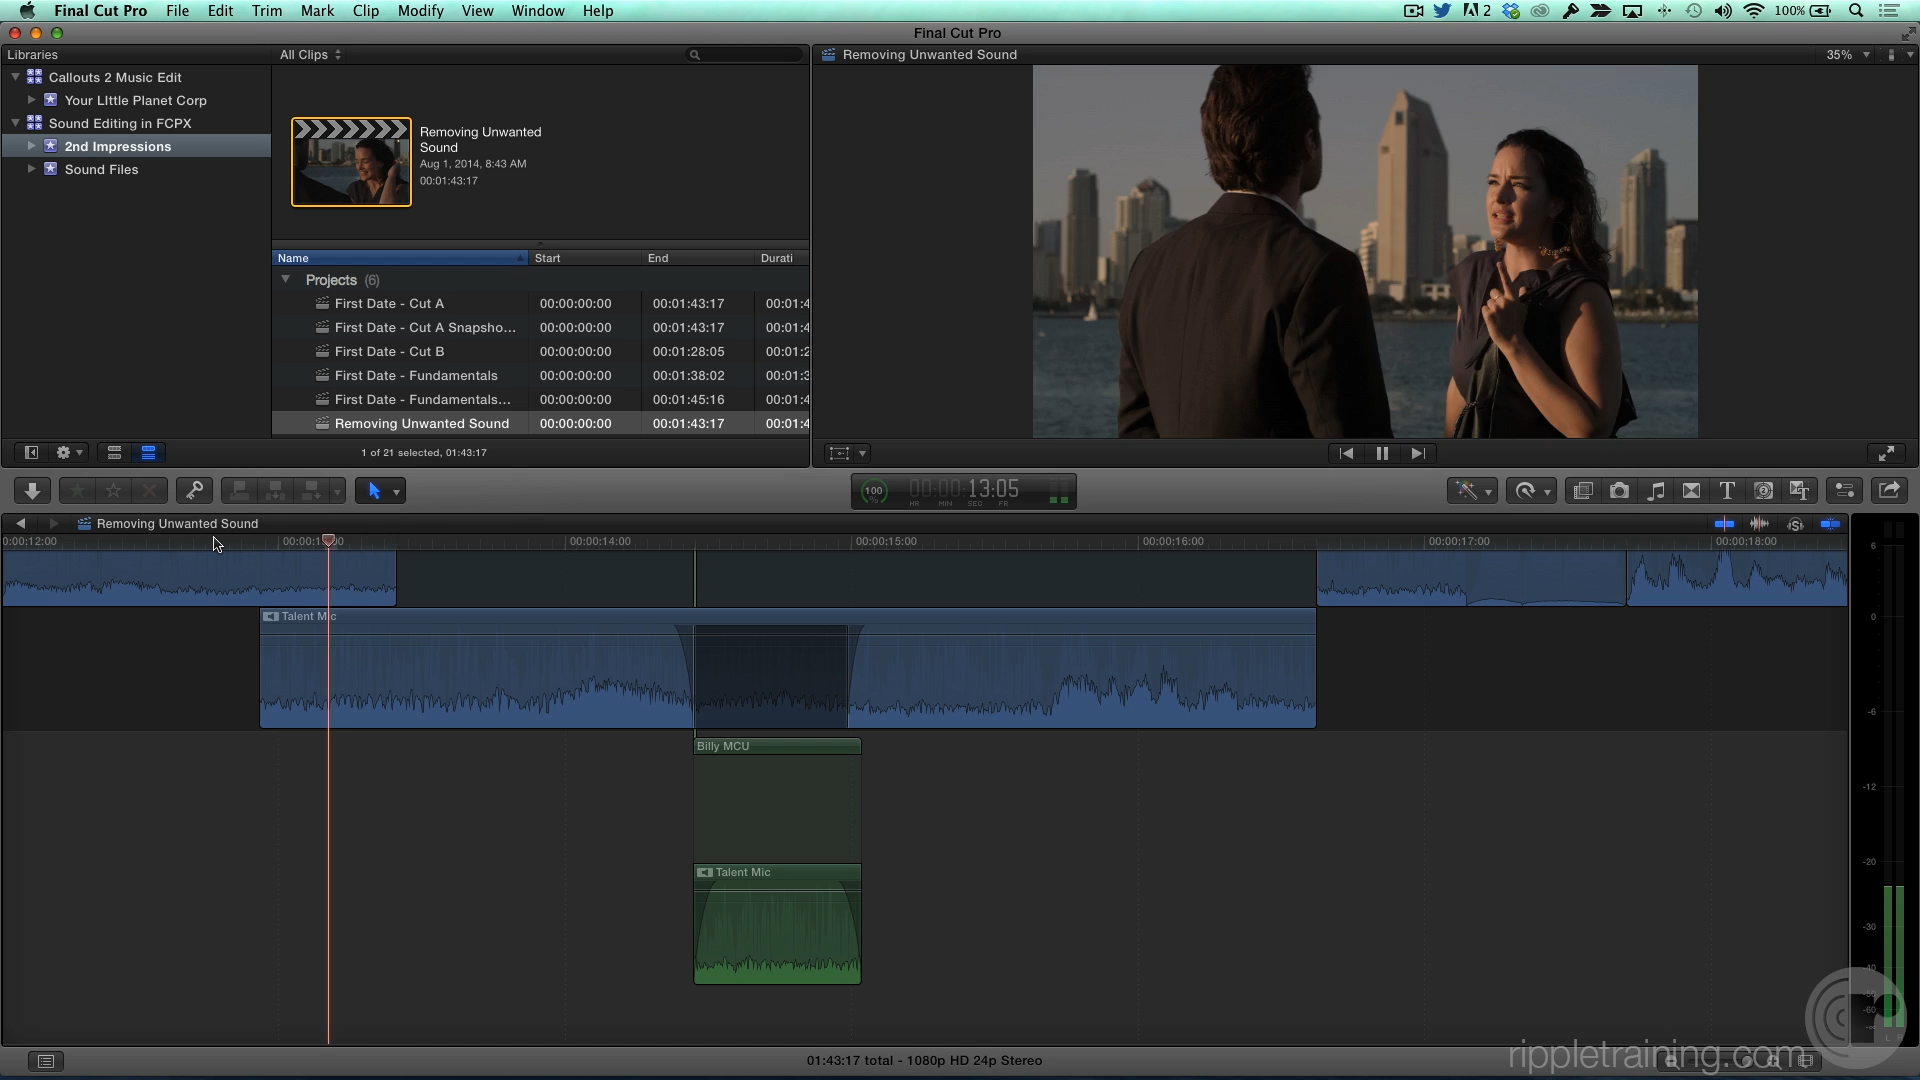 Final Cut Pro File Edit Trim Mark Clip Modify View Window Help 2 100%
Final Cut Pro
Libraries All Clips Removing Unwanted Sound 35%
Callouts 2 Music Edit
Your LIttle Planet Corp
Sound Editing in FCPX
2nd Impressions
Sound Files
Removing Unwanted
Sound
Aug 1, 2014, 8:43 AM
00:01:43:17
Name Start End Durati
Projects (6)
First Date - Cut A 00:00:00:00 00:01:43:17 00:01:4
First Date - Cut A Snapsho... 00:00:00:00 00:01:43:17 00:01:4
First Date - Cut B 00:00:00:00 00:01:28:05 00:01:2
First Date - Fundamentals 00:00:00:00 00:01:38:02 00:01:3
First Date - Fundamentals... 00:00:00:00 00:01:45:16 00:01:4
Removing Unwanted Sound 00:00:00:00 00:01:43:17 00:01:4
1 of 21 selected, 01:43:17
100 % 00:00:13:05
HR MIN SEC FR
Removing Unwanted Sound
0:00:12:00 00:00:14:00 00:00:15:00 00:00:16:00 00:00:17:00 00:00:18:00
6
0
-6
-12
-20
-30
-40
-60
L R
Talent Mic
Billy MCU
Talent Mic
01:43:17 total - 1080p HD 24p Stereo
rippletraining.com